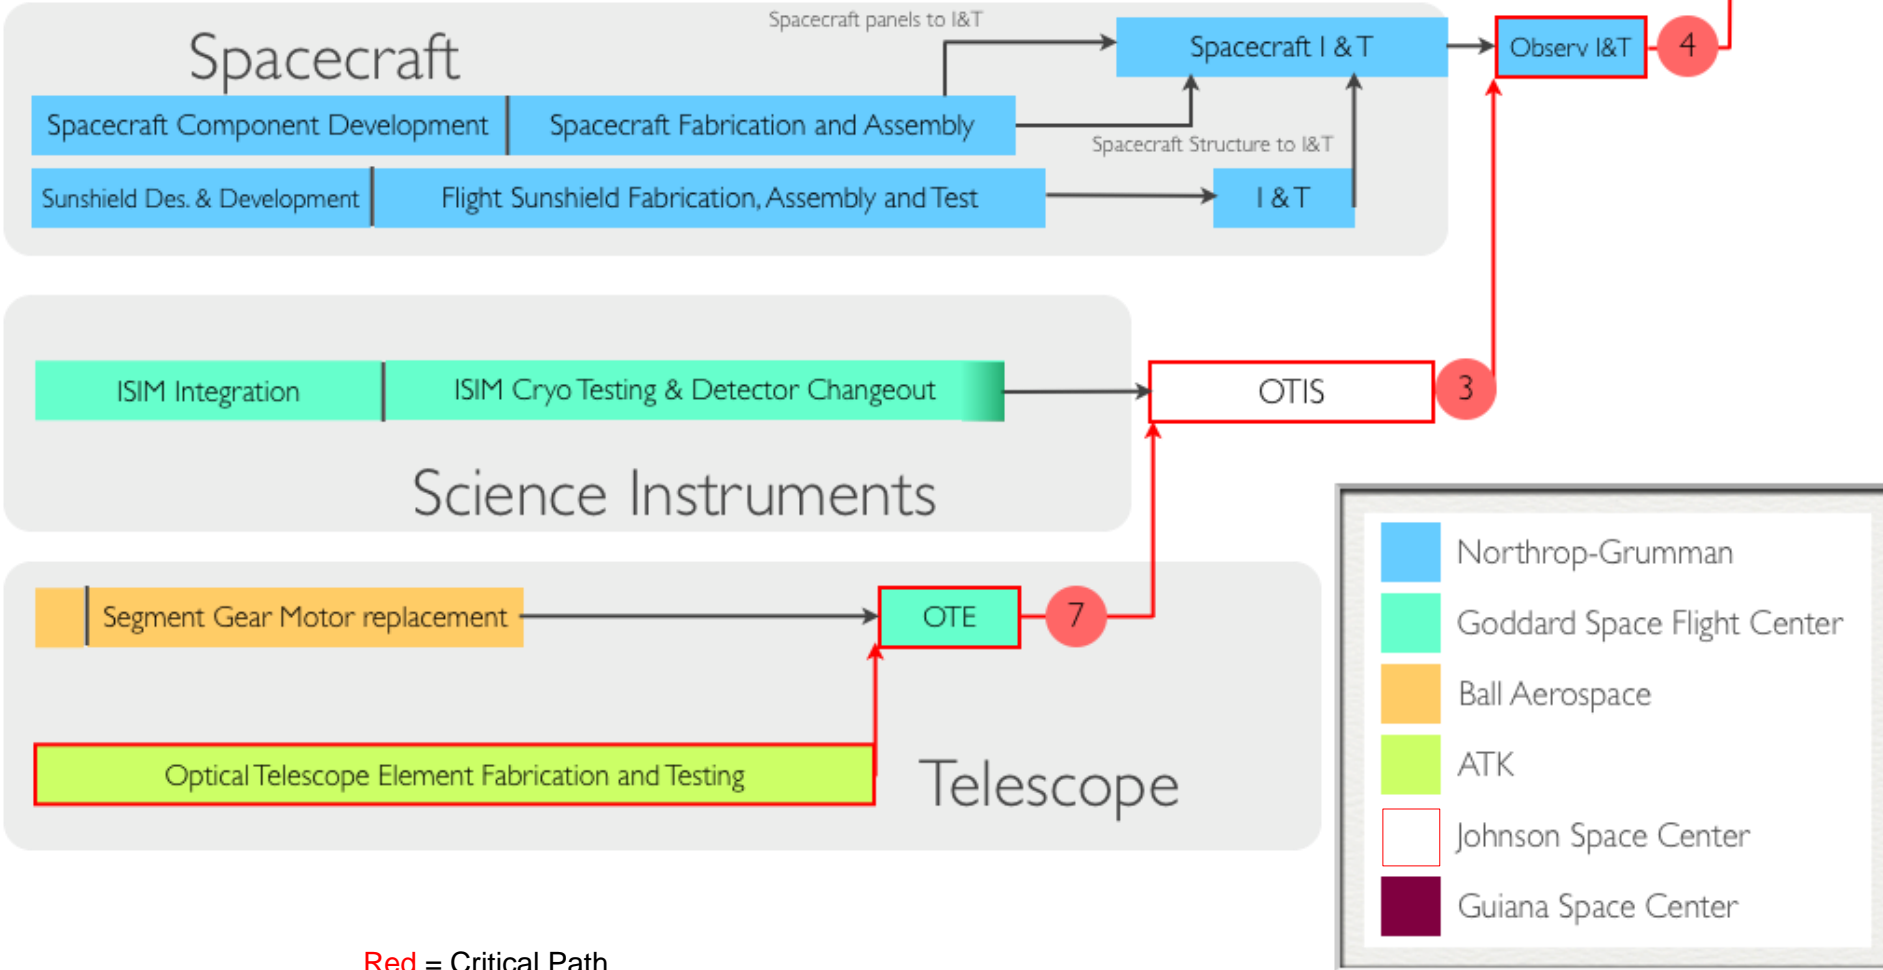 Spacecraft panels to I&T
Spacecraft
Spacecraft I & T
Observ I&T
4
Spacecraft Component Development
Spacecraft Fabrication and Assembly
Spacecraft Structure to I&T
Sunshield Des. & Development
Flight Sunshield Fabrication, Assembly and Test
I & T
ISIM Integration
ISIM Cryo Testing & Detector Changeout
OTIS
3
Science Instruments
Segment Gear Motor replacement
OTE
7
Optical Telescope Element Fabrication and Testing
Telescope
Northrop-Grumman
Goddard Space Flight Center
Ball Aerospace
ATK
Johnson Space Center
Guiana Space Center
Red = Critical Path